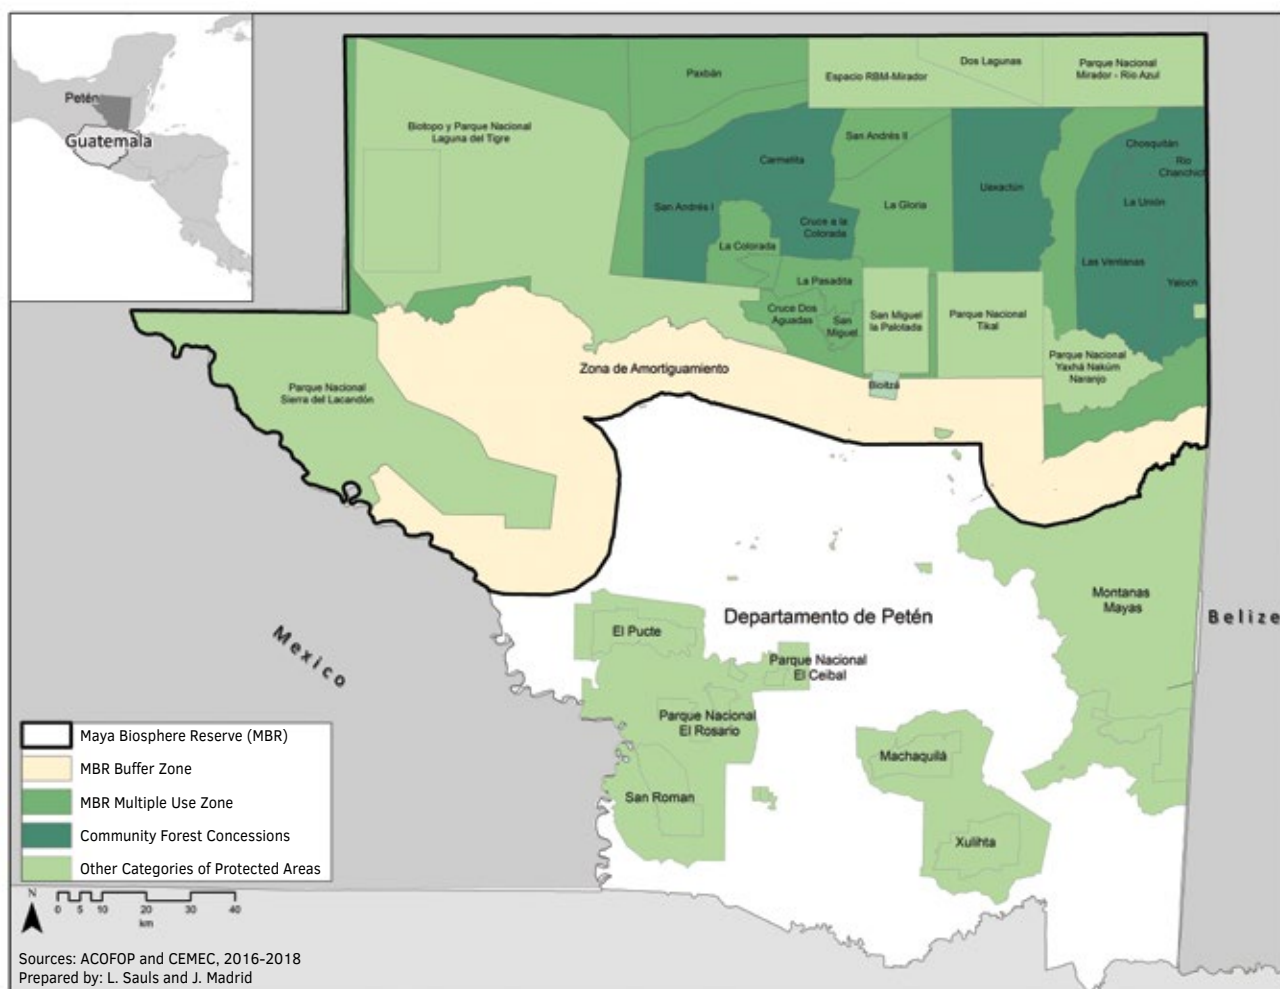 Petén
Guatemala
Biotopo y Parque Nacional
Laguna del Tigre
Paxbán
Espacio RBM-Mirador
Dos Lagunas
Parque Nacional
Mirador - Rio Azul
San Andrés II
Carmelita
Chosquitán
Rio
Chanchich
Uaxactún
San Andrés I
La Gloria
La Unión
Cruce a la
Colorada
La Colorada
Las Ventanas
La Pasadita
Yaloch
Cruce Dos
Aguadas
San
Miguel
San Miguel
la Palotada
Parque Nacional
Tikal
Parque Nacional
Yaxhá Nakúm
Naranjo
Zona de Amortiguamiento
Bioitzá
Parque Nacional
Sierra del Lacandón
Montanas
Mayas
Belize
Departamento de Petén
Mexico
El Pucte
Parque Nacional
El Ceibal
Parque Nacional
El Rosario
Machaquilá
San Roman
Xulihta
Maya Biosphere Reserve (MBR)
MBR Buffer Zone
MBR Multiple Use Zone
Community Forest Concessions
Other Categories of Protected Areas
N
0 5 10 20 30 40
km
Sources: ACOFOP and CEMEC, 2016-2018
Prepared by: L. Sauls and J. Madrid